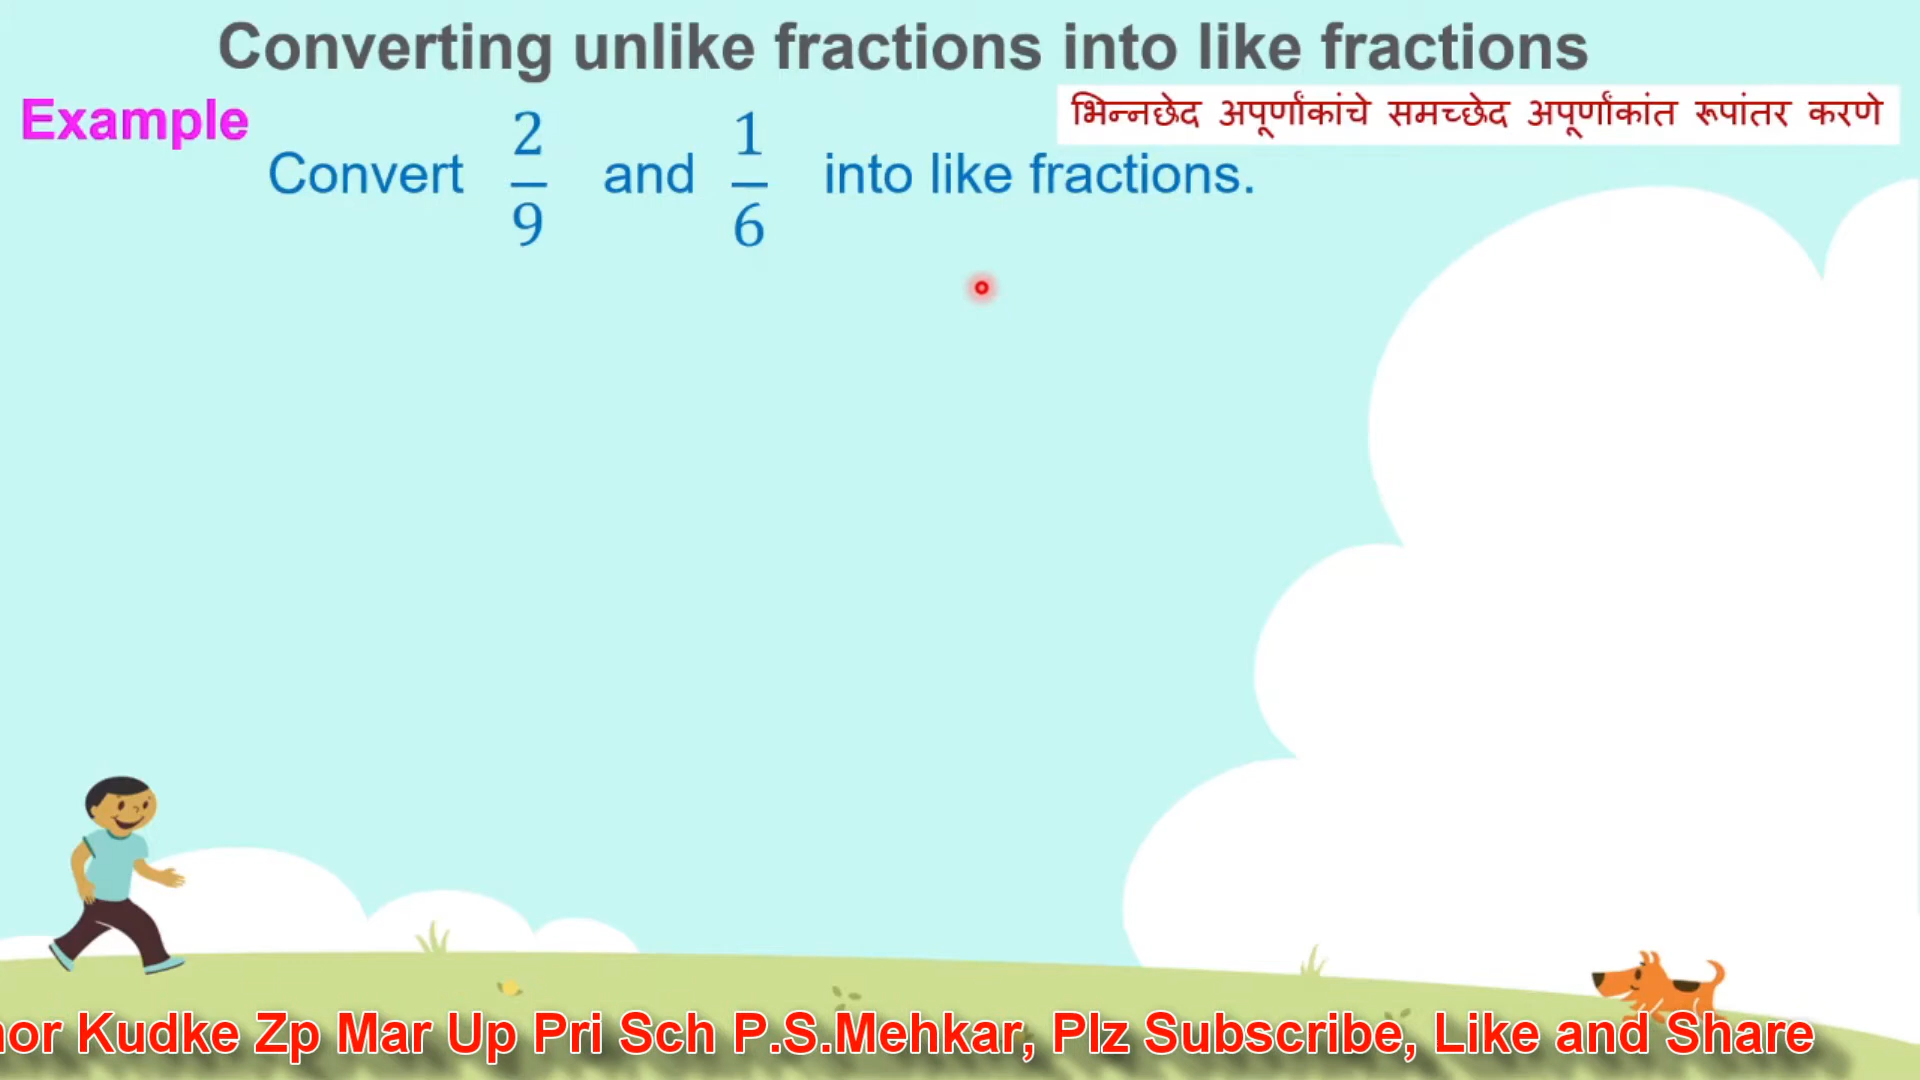 Converting unlike fractions into like fractions
भिन्नछेद अपूर्णांकांचे समच्छेद अपूर्णांकांत रूपांतर करणे
Example
Convert 2/9 and 1/6 into like fractions.
Kudke Zp Mar Up Pri Sch P.S.Mehkar, Plz Subscribe, Like and Share